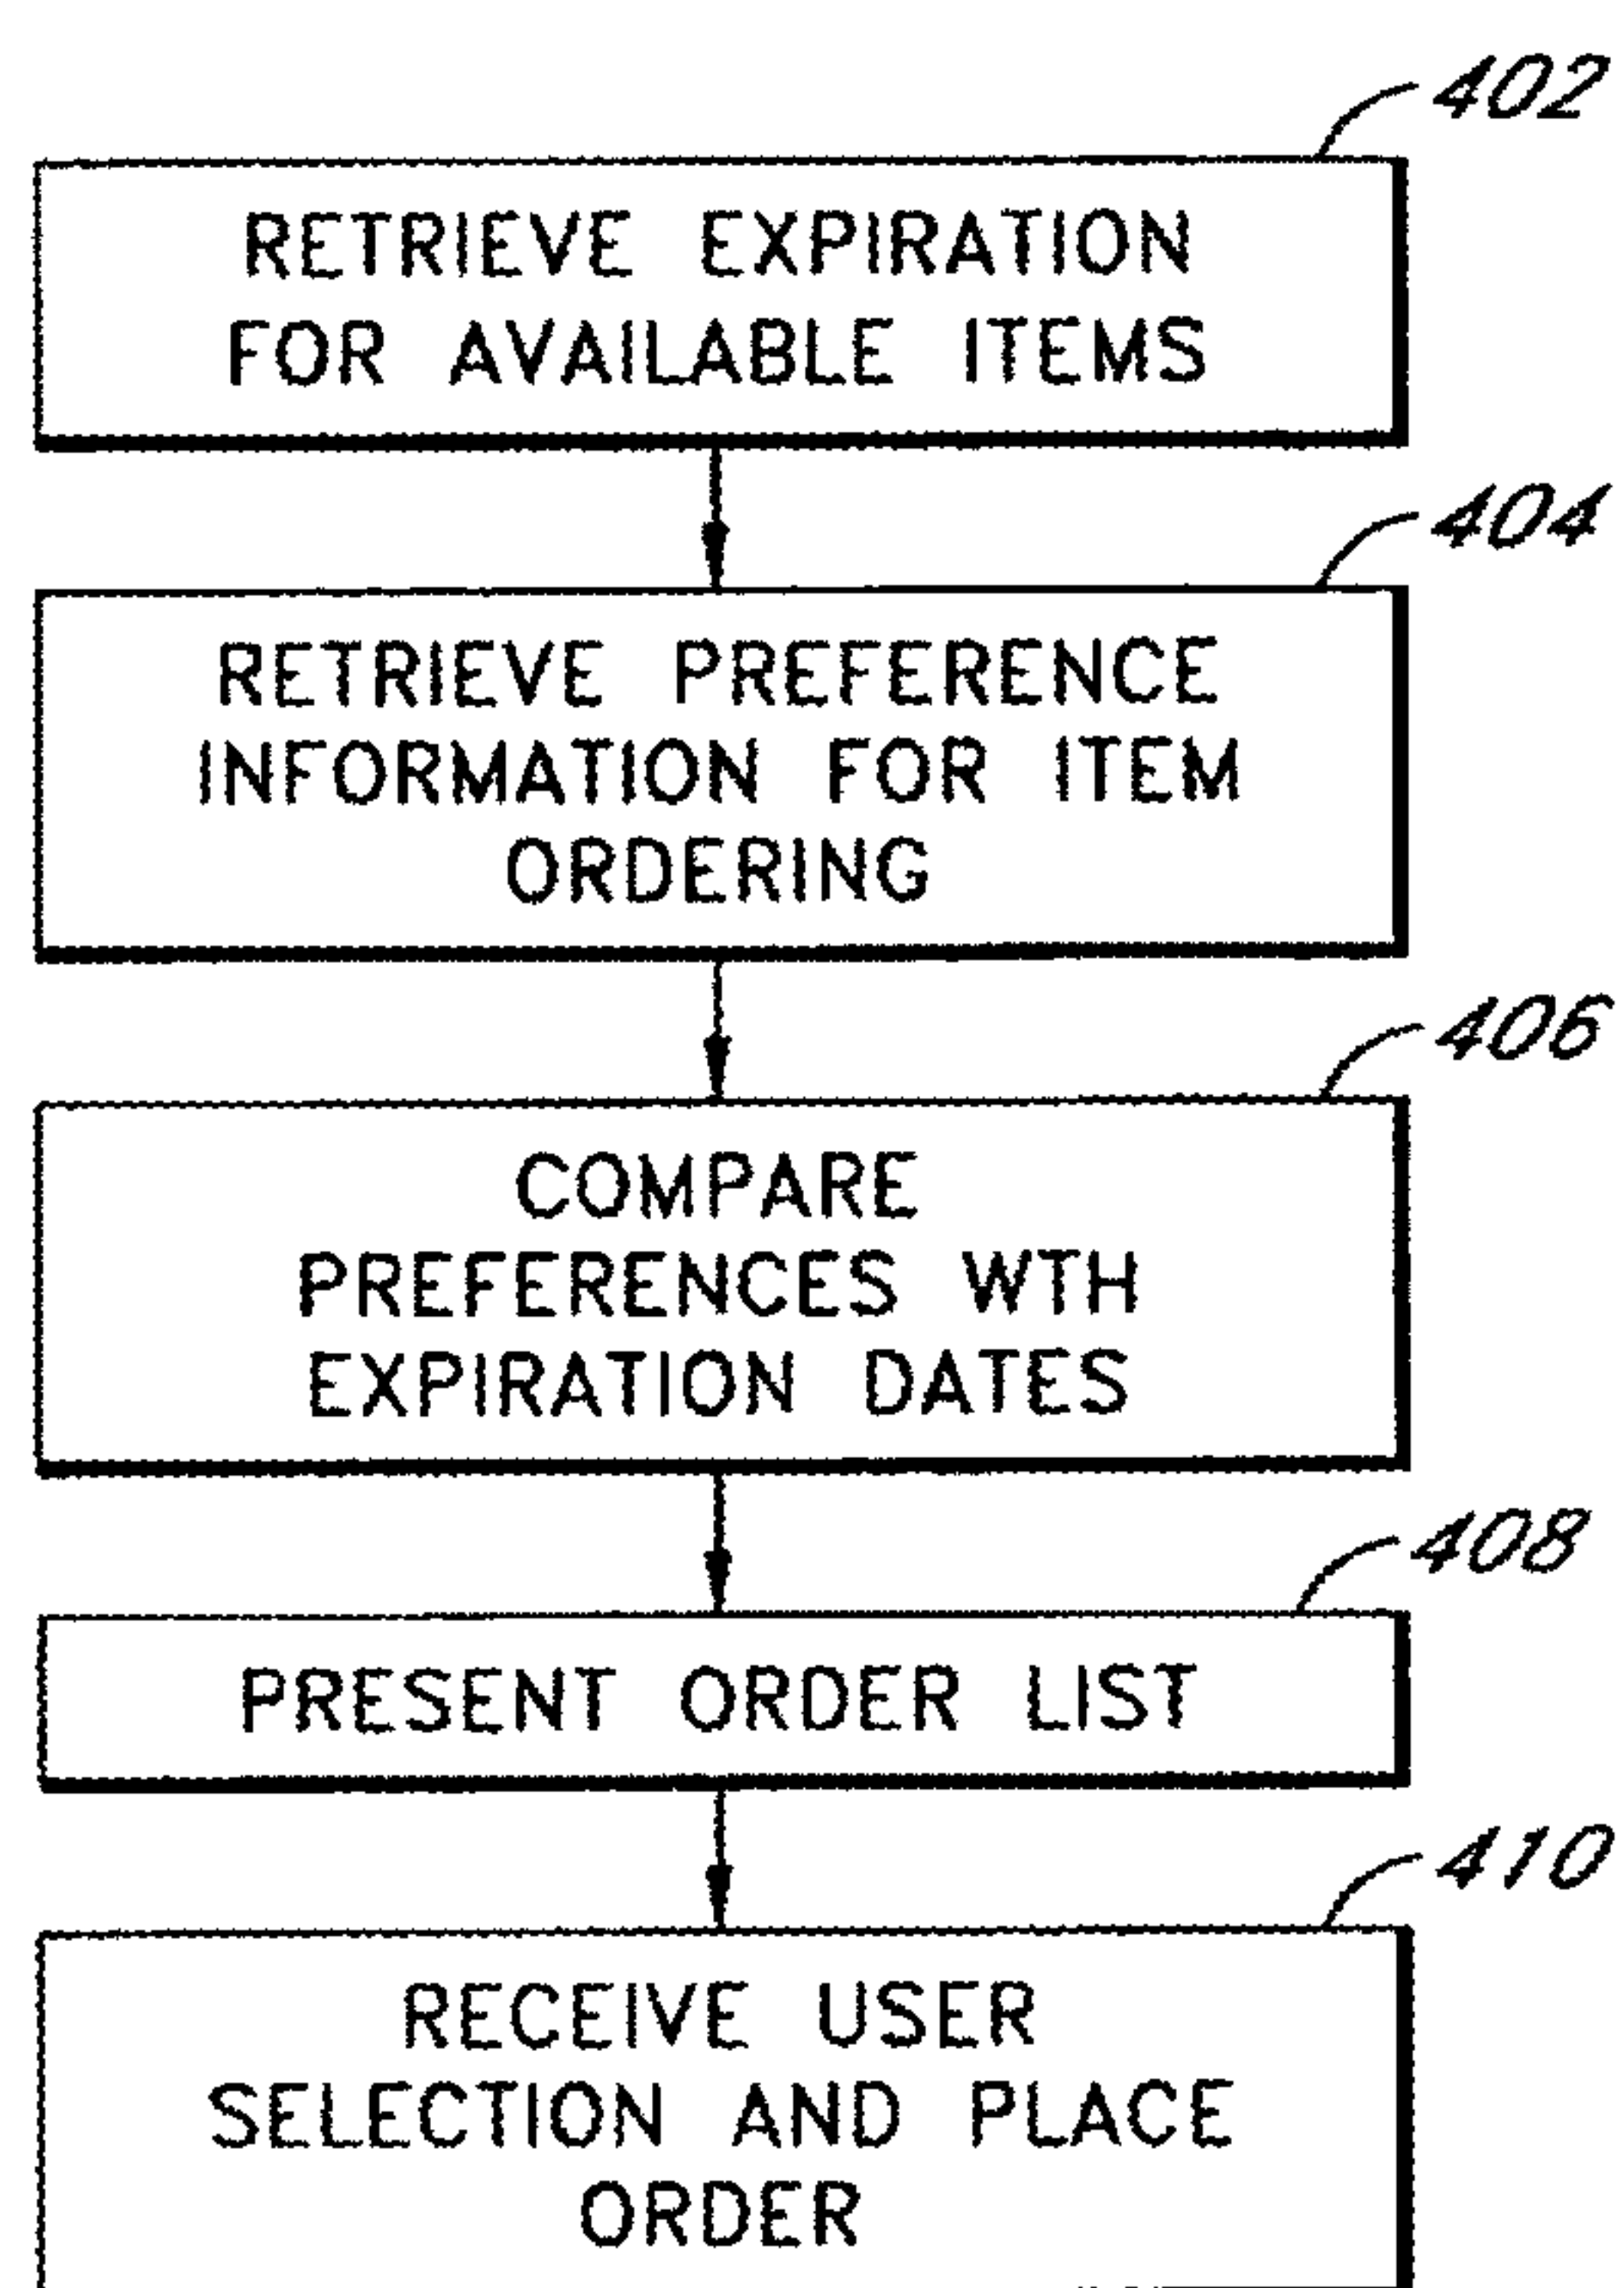 402
RETRIEVE EXPIRATION
FOR AVAILABLE ITEMS
404
RETRIEVE PREFERENCE
INFORMATION FOR ITEM
ORDERING
406
COMPARE
PREFERENCES WTH
EXPIRATION DATES
408
PRESENT ORDER LIST
410
RECEIVE USER
SELECTION AND PLACE
ORDER